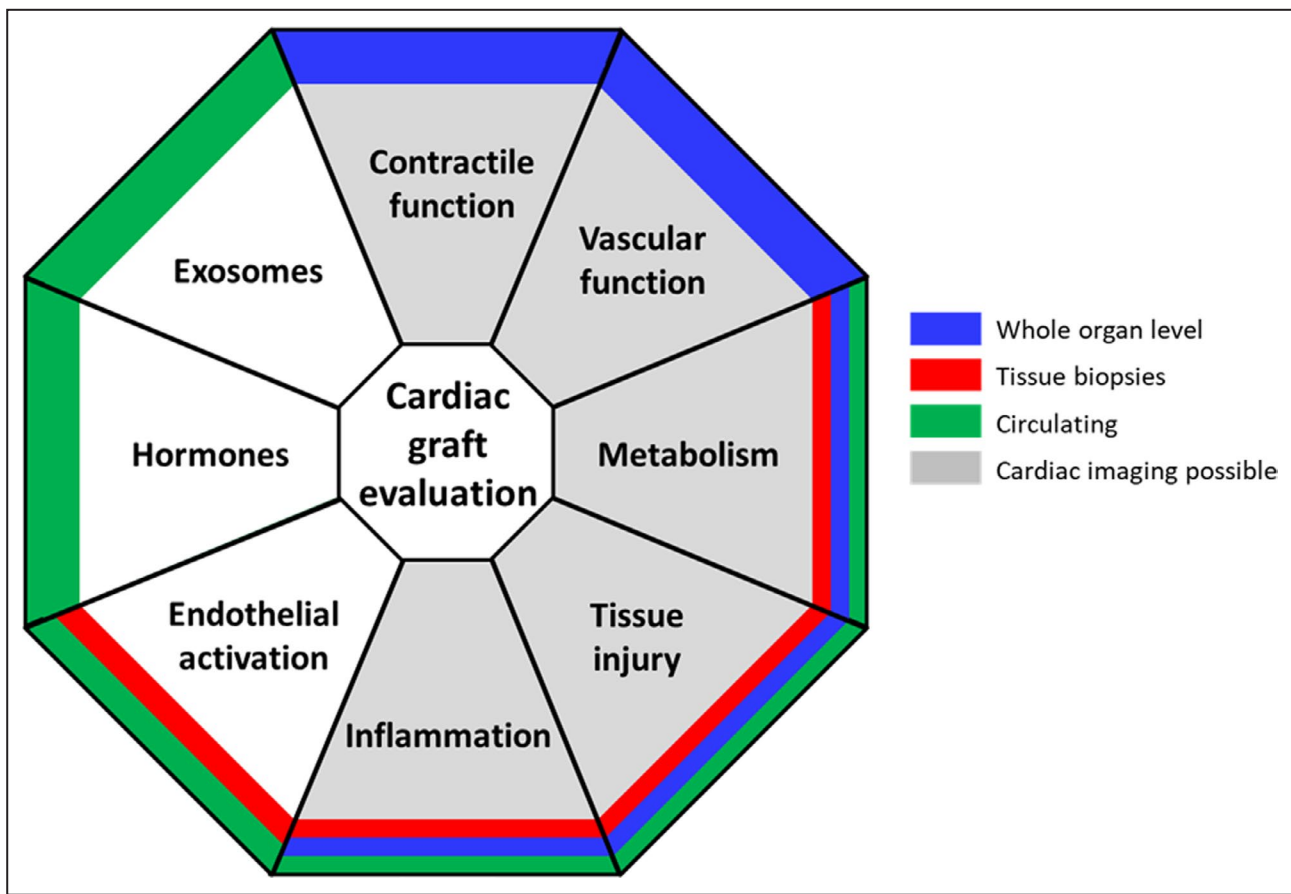 Contractile
function
Vascular
function
Exosomes
Cardiac
graft
evaluation
Hormones
Metabolism
Endothelial
activation
Tissue
injury
Inflammation
Whole organ level
Tissue biopsies
Circulating
Cardiac imaging possible